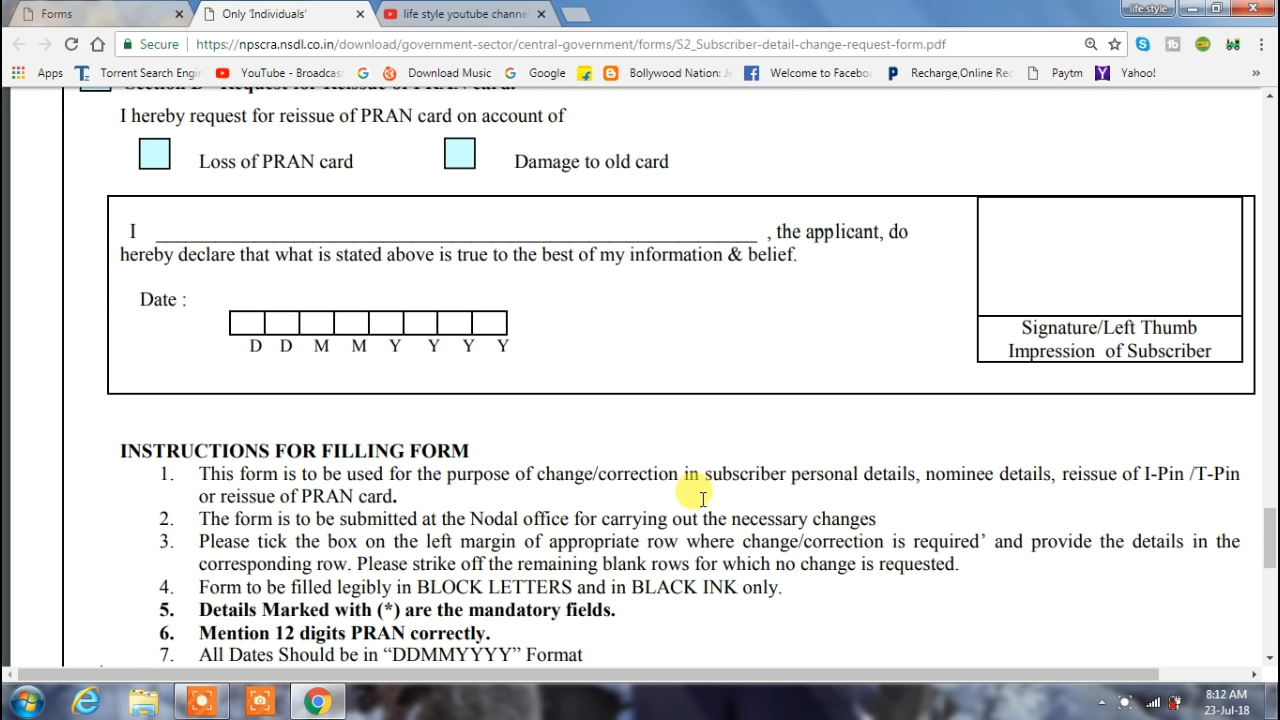 Forms
Only 'Individuals'
life style youtube channe
life style
Secure
https://npscra.nsdl.co.in/download/government-sector/central-government/forms/S2_Subscriber-detail-change-request-form.pdf
Apps
Torrent Search Engin
YouTube - Broadcast
Download Music
Google
Bollywood Nation: Je
Welcome to Facebo
Recharge,Online Rec
Paytm
Yahoo!
»
I hereby request for reissue of PRAN card on account of
Loss of PRAN card
Damage to old card
I ____________________ , the applicant, do
hereby declare that what is stated above is true to the best of my information & belief.
Date :
D D M M Y Y Y Y
Signature/Left Thumb
Impression of Subscriber
INSTRUCTIONS FOR FILLING FORM
1. This form is to be used for the purpose of change/correction in subscriber personal details, nominee details, reissue of I-Pin /T-Pin
or reissue of PRAN card.
2. The form is to be submitted at the Nodal office for carrying out the necessary changes
3. Please tick the box on the left margin of appropriate row where change/correction is required’ and provide the details in the
corresponding row. Please strike off the remaining blank rows for which no change is requested.
4. Form to be filled legibly in BLOCK LETTERS and in BLACK INK only.
5. Details Marked with (*) are the mandatory fields.
6. Mention 12 digits PRAN correctly.
7. All Dates Should be in “DDMMYYYY” Format
8:12 AM
23-Jul-18